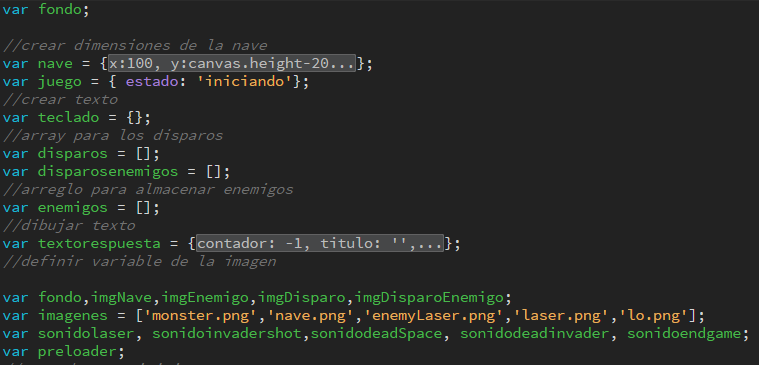 var fondo;
//crear dimensiones de la nave
var nave = {x:100, y:canvas.height-20...};
var juego = { estado: 'iniciando'};
//crear texto
var teclado = {};
//array para los disparos
var disparos = [];
var disparosenemigos = [];
//arreglo para almacenar enemigos
var enemigos = [];
//dibujar texto
var textorespuesta = {contador: -1, titulo: '',...};
//definir variable de la imagen
var fondo,imgNave,imgEnemigo,imgDisparo,imgDisparoEnemigo;
var imagenes = ['monster.png','nave.png','enemyLaser.png','laser.png','lo.png'];
var sonidolaser, sonidoinvadershot,sonidodeadSpace, sonidodeadinvader, sonidoendgame;
var preloader;